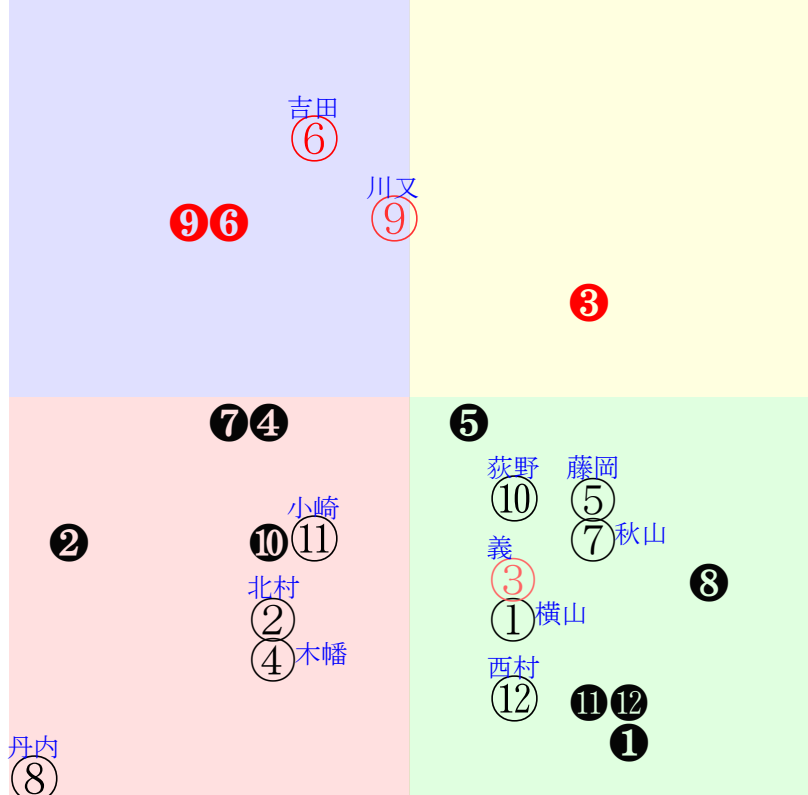 吉田
⑥
川又
⑨
❾❻
❸
❼❹
❺
荻野 藤岡
⑩ ⑤
小崎
❷ ❿⑪
⑦秋山
義
③
❽
北村
②
①横山
④木幡
西村
⑫
⓫⓬
❶
丹内
⑧